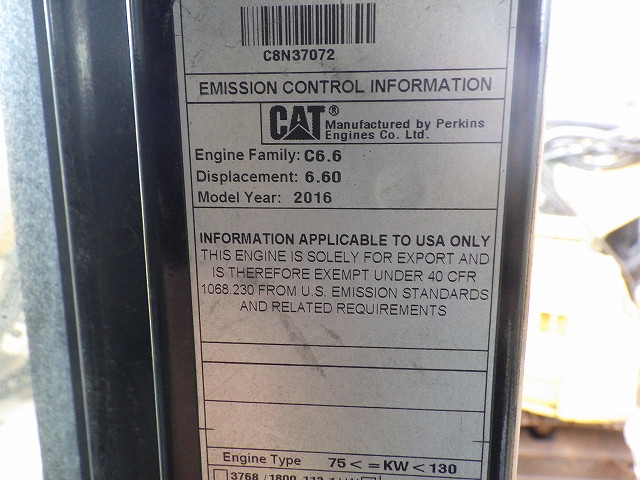 C8N37072
EMISSION CONTROL INFORMATION
CAT®
Manufactured by Perkins
Engines Co. Ltd.
Engine Family: C6.6
Displacement: 6.60
Model Year: 2016
INFORMATION APPLICABLE TO USA ONLY
THIS ENGINE IS SOLELY FOR EXPORT AND
IS THEREFORE EXEMPT UNDER 40 CFR
1068.230 FROM U.S. EMISSION STANDARDS
AND RELATED REQUIREMENTS
Engine Type 75 < = KW < 130